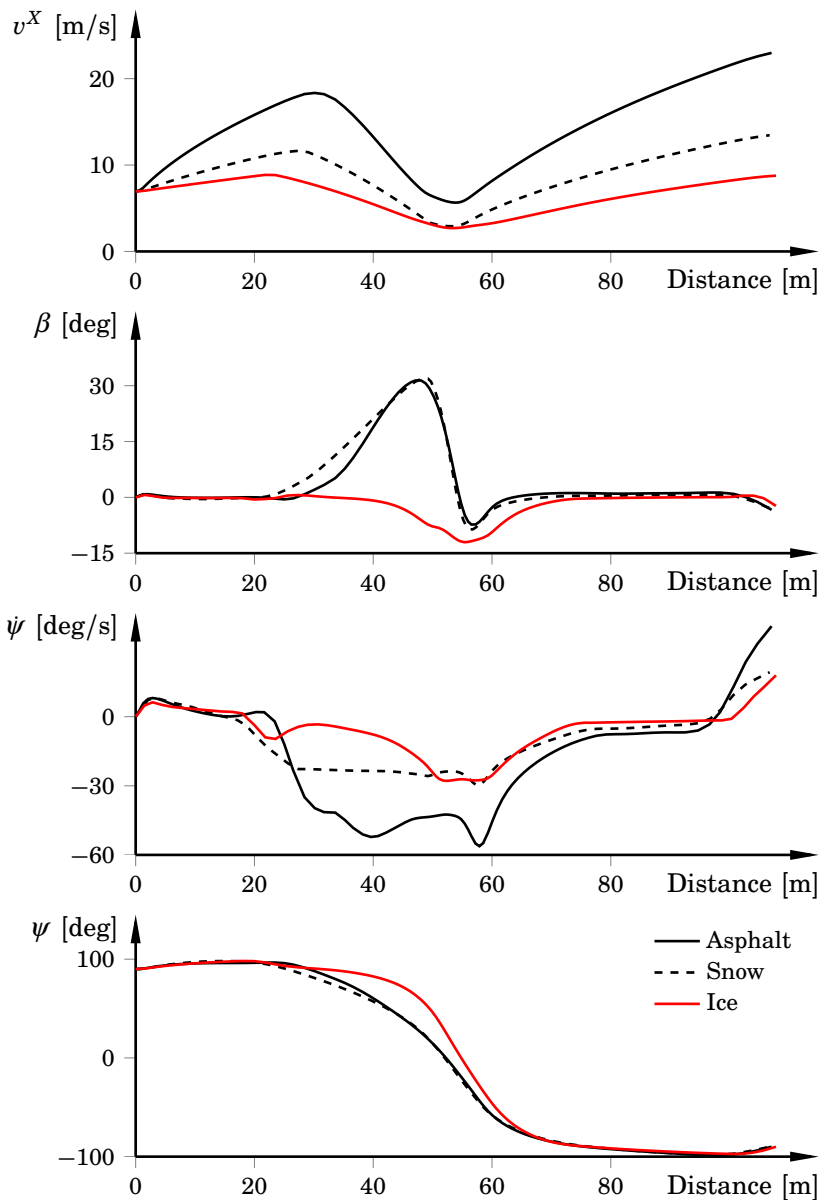 v^X [m/s]
20
10
0
0 20 40 60 80 Distance [m]
β [deg]
30
15
0
−15
0 20 40 60 80 Distance [m]
ψ̇ [deg/s]
0
−30
−60
0 20 40 60 80 Distance [m]
ψ [deg]
100
Asphalt
Snow
Ice
0
−100
0 20 40 60 80 Distance [m]